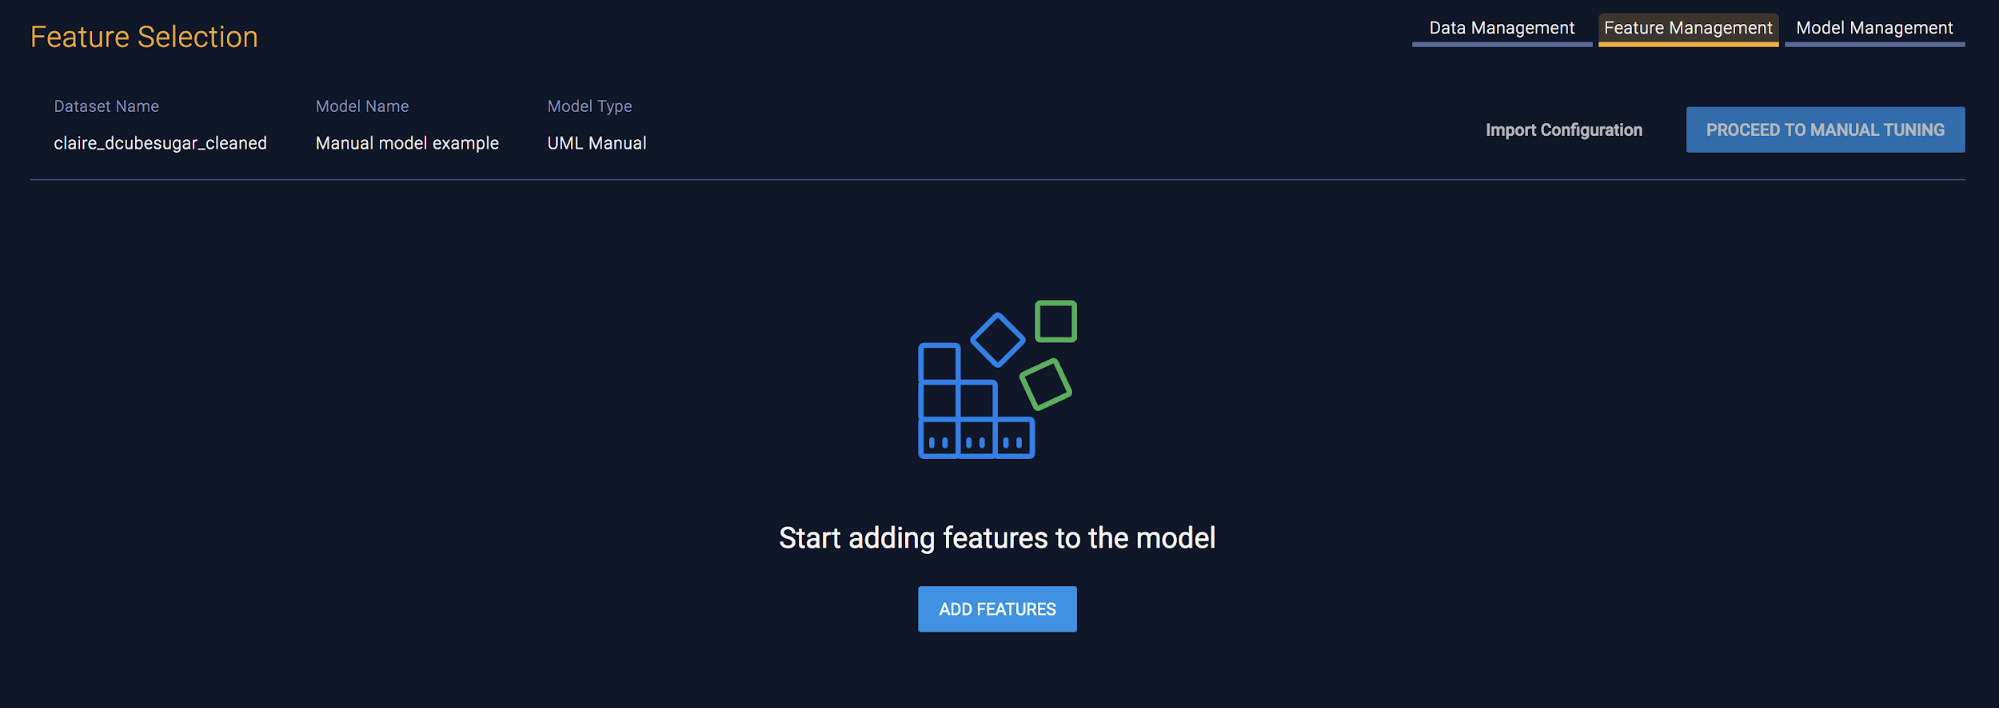 Feature Selection
Data Management
Feature Management
Model Management
Dataset Name
Model Name
Model Type
claire_dcubesugar_cleaned
Manual model example
UML Manual
Import Configuration
PROCEED TO MANUAL TUNING
Start adding features to the model
ADD FEATURES